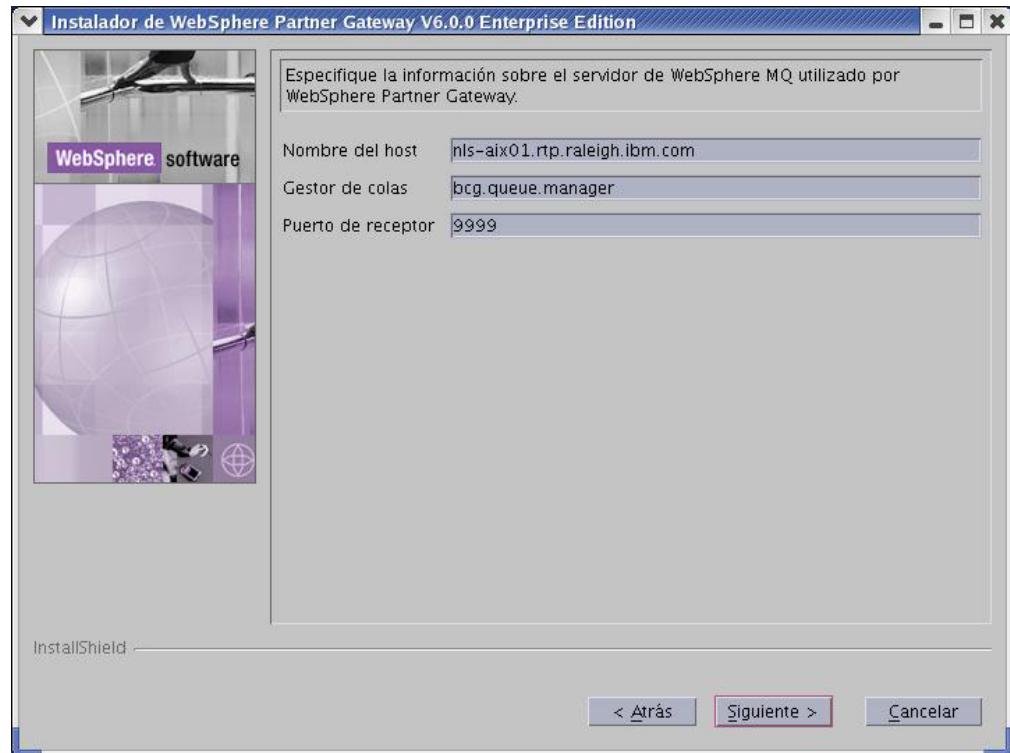 Instalador de WebSphere Partner Gateway V6.0.0 Enterprise Edition
WebSphere software
Especifique la información sobre el servidor de WebSphere MQ utilizado por
WebSphere Partner Gateway.
Nombre del host nls-aix01.rtp.raleigh.ibm.com
Gestor de colas bcg.queue.manager
Puerto de receptor 9999
InstallShield
< Atrás Siguiente > Cancelar